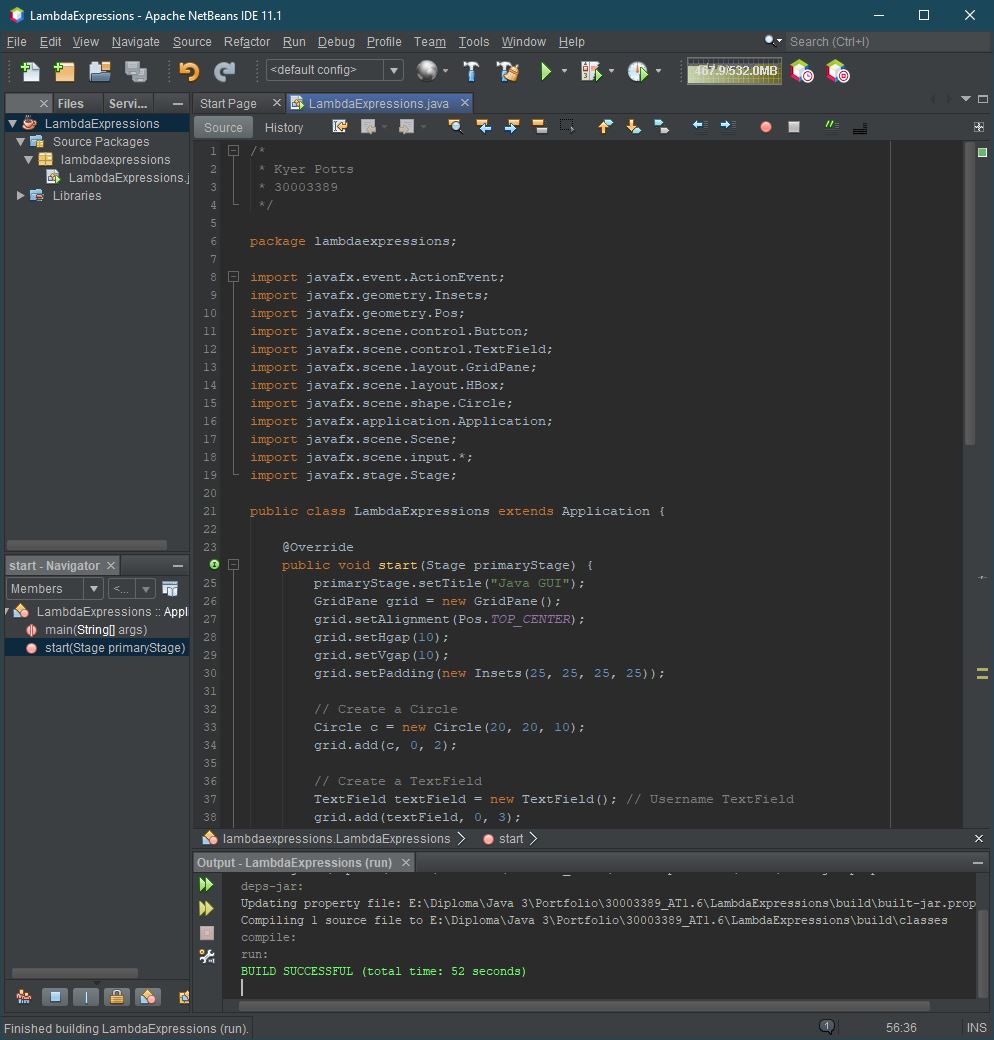 LambdaExpressions - Apache NetBeans IDE 11.1
File Edit View Navigate Source Refactor Run Debug Profile Team Tools Window Help
Search (Ctrl+I)
<default config>
467.9/532.0MB
Files
Servi...
Start Page
LambdaExpressions.java
LambdaExpressions
Source Packages
lambdaexpressions
LambdaExpressions.j
Libraries
Source
History
1 /*
2 * Kyer Potts
3 * 30003389
4 */
5
6 package lambdaexpressions;
7
8 import javafx.event.ActionEvent;
9 import javafx.geometry.Insets;
10 import javafx.geometry.Pos;
11 import javafx.scene.control.Button;
12 import javafx.scene.control.TextField;
13 import javafx.scene.layout.GridPane;
14 import javafx.scene.layout.HBox;
15 import javafx.scene.shape.Circle;
16 import javafx.application.Application;
17 import javafx.scene.Scene;
18 import javafx.scene.input.*;
19 import javafx.stage.Stage;
20
21 public class LambdaExpressions extends Application {
22
23 @Override
public void start(Stage primaryStage) {
25 primaryStage.setTitle("Java GUI");
26 GridPane grid = new GridPane();
27 grid.setAlignment(Pos.TOP_CENTER);
28 grid.setHgap(10);
29 grid.setVgap(10);
30 grid.setPadding(new Insets(25, 25, 25, 25));
31
32 // Create a Circle
33 Circle c = new Circle(20, 20, 10);
34 grid.add(c, 0, 2);
35
36 // Create a TextField
37 TextField textField = new TextField(); // Username TextField
38 grid.add(textField, 0, 3);
start - Navigator
Members
<...
LambdaExpressions :: Appli
main(String[] args)
start(Stage primaryStage)
lambdaexpressions.LambdaExpressions
start
Output - LambdaExpressions (run)
deps-jar:
Updating property file: E:\Diploma\Java 3\Portfolio\30003389_AT1.6\LambdaExpressions\build\built-jar.prop
Compiling 1 source file to E:\Diploma\Java 3\Portfolio\30003389_AT1.6\LambdaExpressions\build\classes
compile:
run:
BUILD SUCCESSFUL (total time: 52 seconds)
Finished building LambdaExpressions (run).
1
56:36
INS